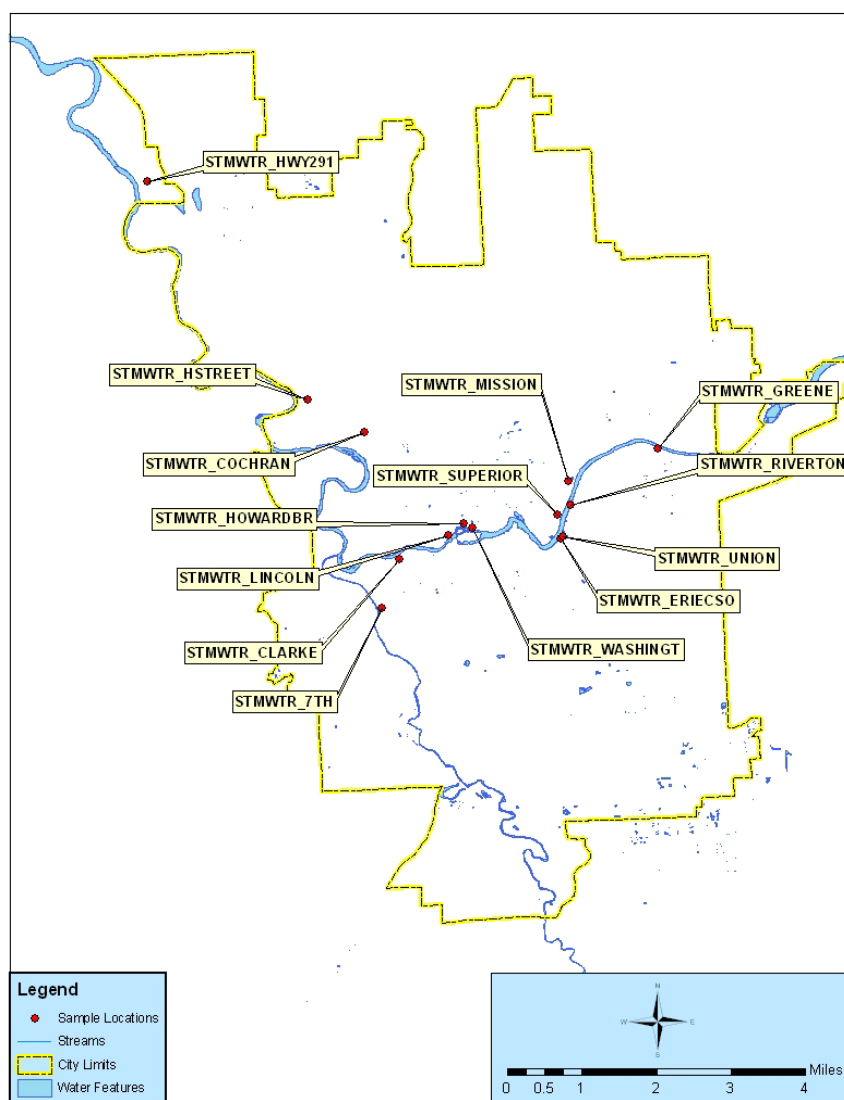 STMWTR_HWY291
STMWTR_HSTREET
STMWTR_MISSION
STMWTR_GREENE
STMWTR_COCHRAN
STMWTR_RIVERTON
STMWTR_SUPERIOR
STMWTR_HOWARDBR
STMWTR_UNION
STMWTR_LINCOLN
STMWTR_ERIECSO
STMWTR_CLARKE
STMWTR_WASHINGT
STMWTR_7TH
Legend
Sample Locations
Streams
City Limits
Water Features
N
W E
S
Miles
0 0.5 1 2 3 4